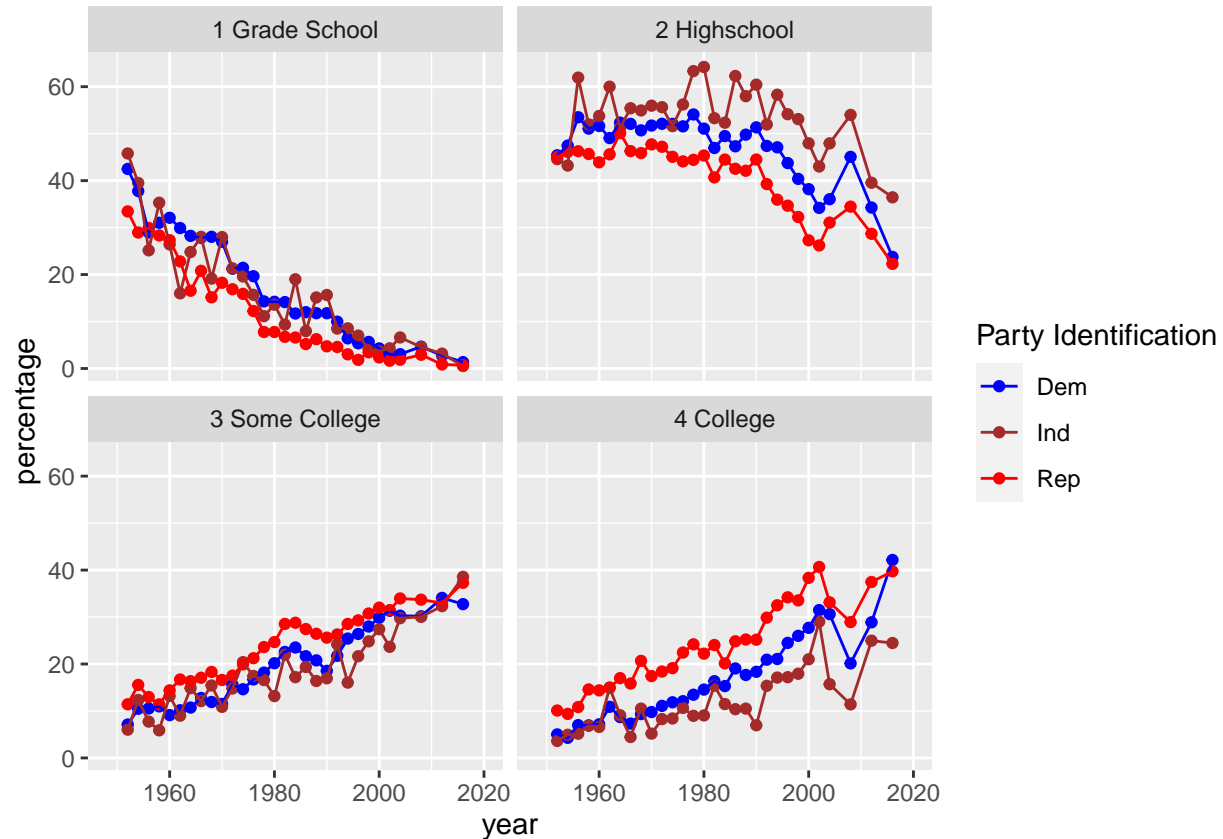 1 Grade School
2 Highschool
60
40
20
0
3 Some College
4 College
60
40
20
0
1960
1980
2000
2020
1960
1980
2000
2020
percentage
year
Party Identification
Dem
Ind
Rep